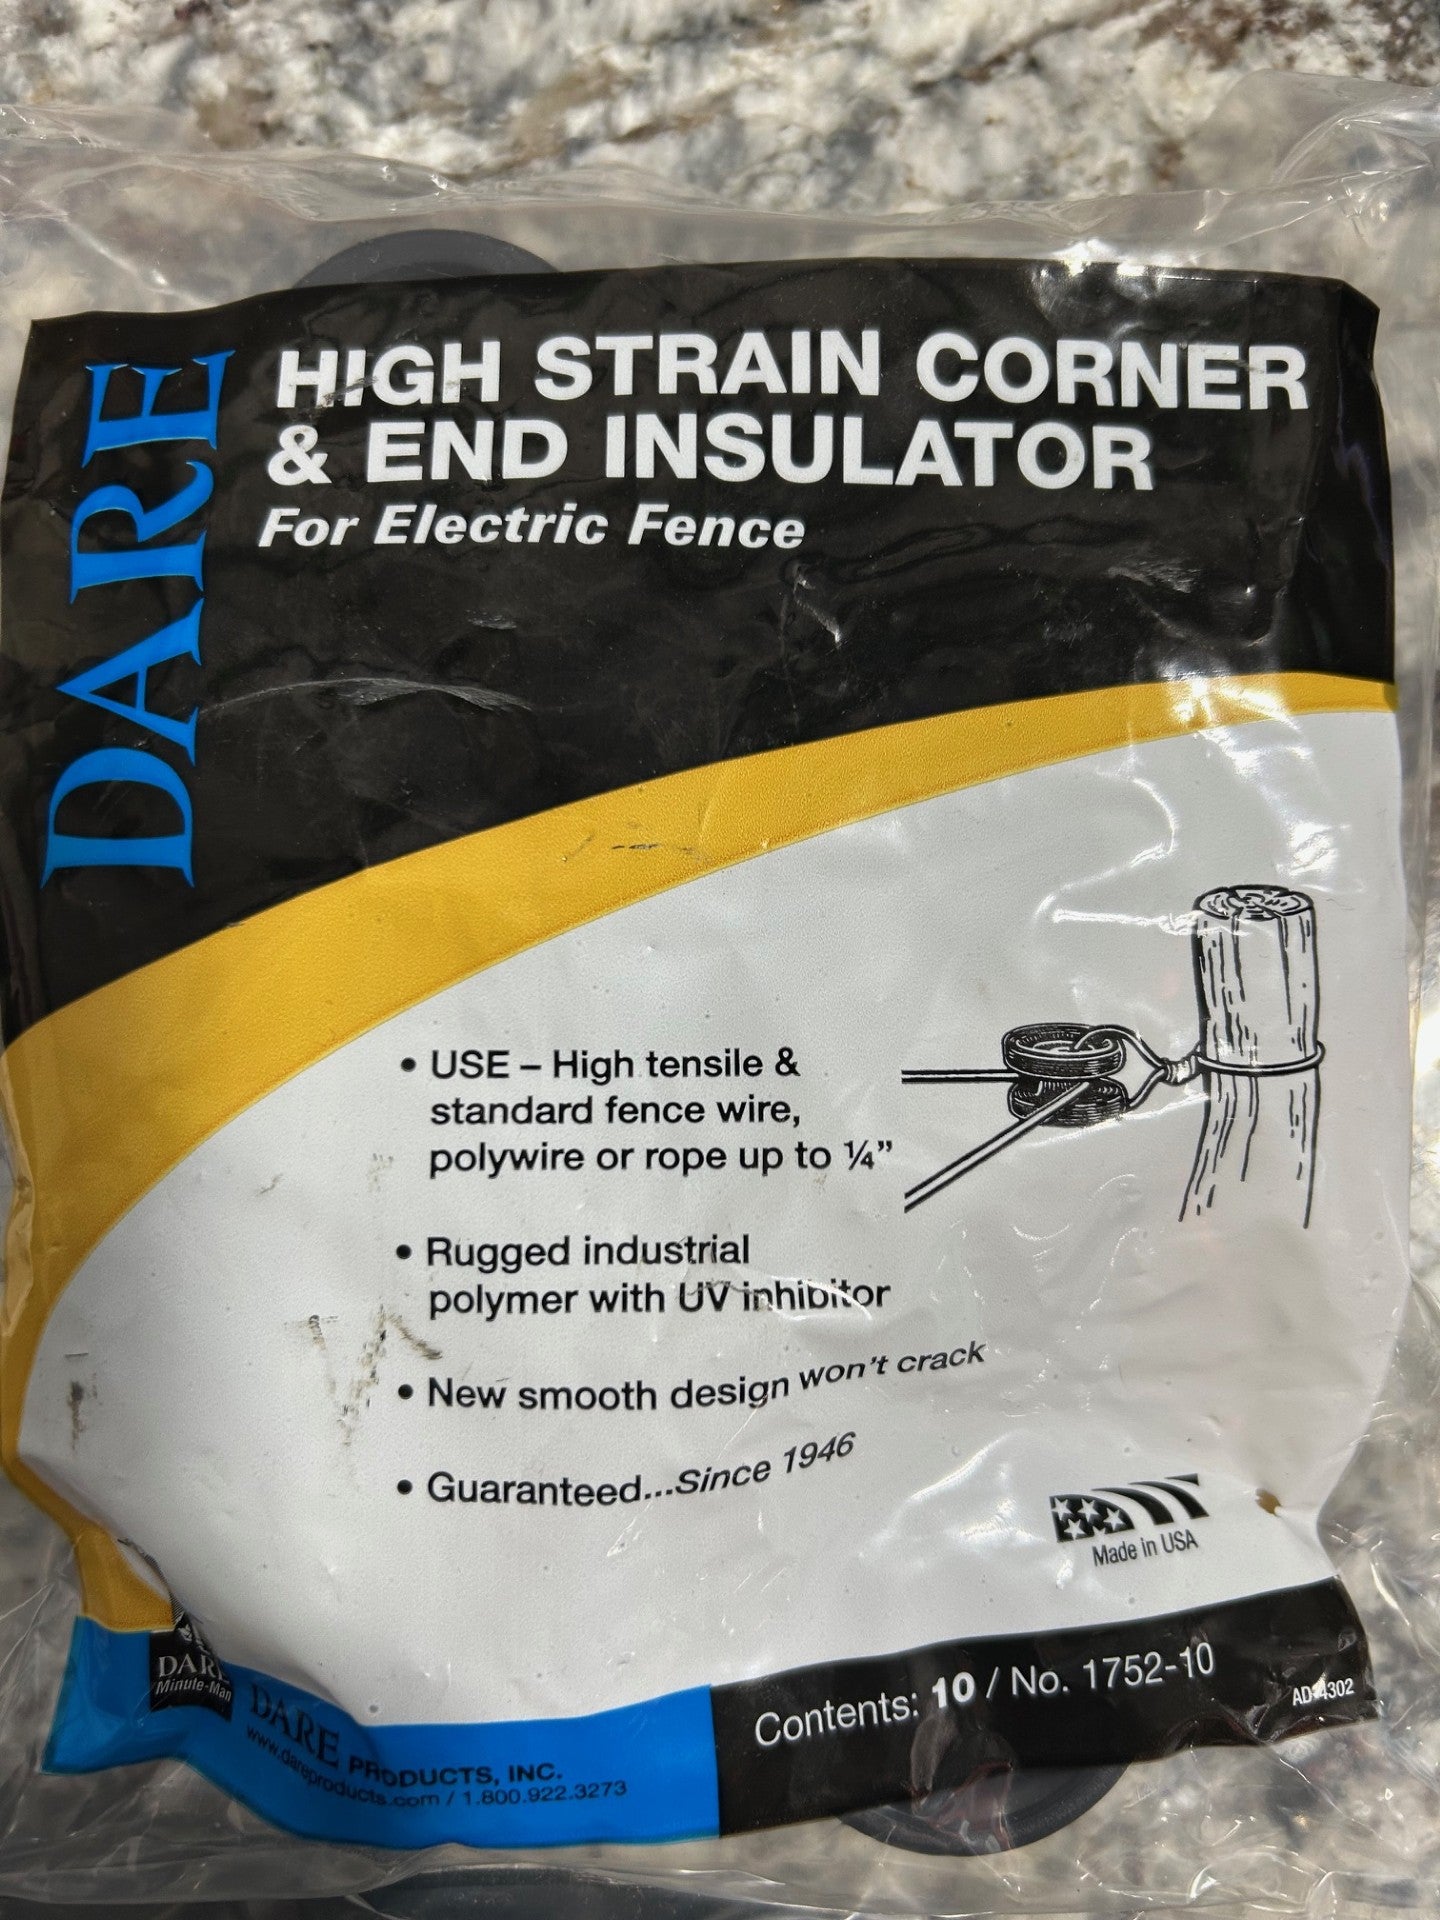 DARE
HIGH STRAIN CORNER
& END INSULATOR
For Electric Fence
• USE – High tensile &
standard fence wire,
polywire or rope up to ¼”
• Rugged industrial
polymer with UV inhibitor
• New smooth design won’t crack
• Guaranteed...Since 1946
Made in USA
DARE
Minute-Man
DARE PRODUCTS, INC.
www.dareproducts.com / 1.800.922.3273
Contents: 10 / No. 1752-10